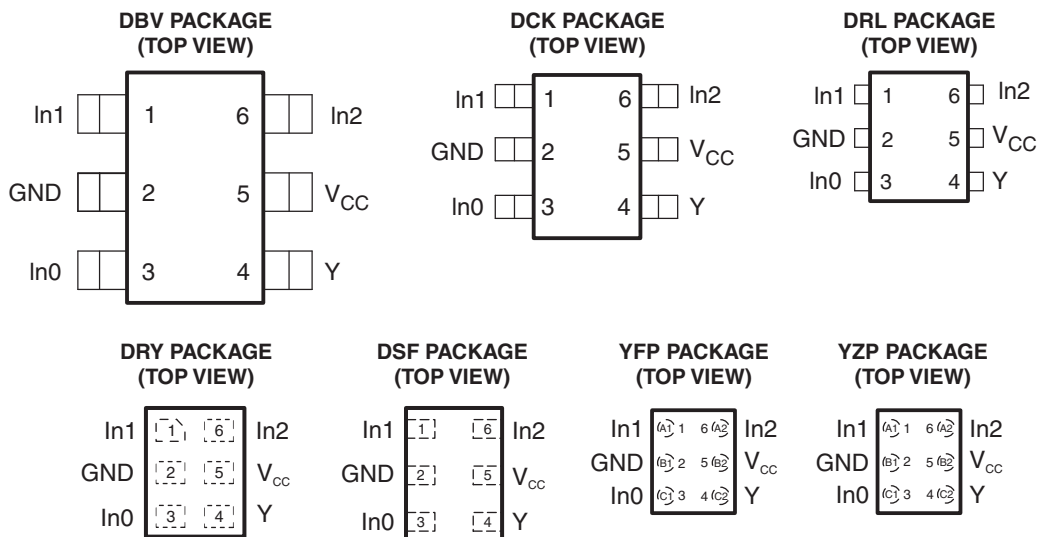 DBV PACKAGE
(TOP VIEW)
In1 1 6 In2
GND 2 5 VCC
In0 3 4 Y
DCK PACKAGE
(TOP VIEW)
In1 1 6 In2
GND 2 5 VCC
In0 3 4 Y
DRL PACKAGE
(TOP VIEW)
In1 1 6 In2
GND 2 5 VCC
In0 3 4 Y
DRY PACKAGE
(TOP VIEW)
In1 1 6 In2
GND 2 5 VCC
In0 3 4 Y
DSF PACKAGE
(TOP VIEW)
In1 1 6 In2
GND 2 5 VCC
In0 3 4 Y
YFP PACKAGE
(TOP VIEW)
In1 A1 1 6 A2 In2
GND B1 2 5 B2 VCC
In0 C1 3 4 C2 Y
YZP PACKAGE
(TOP VIEW)
In1 A1 1 6 A2 In2
GND B1 2 5 B2 VCC
In0 C1 3 4 C2 Y